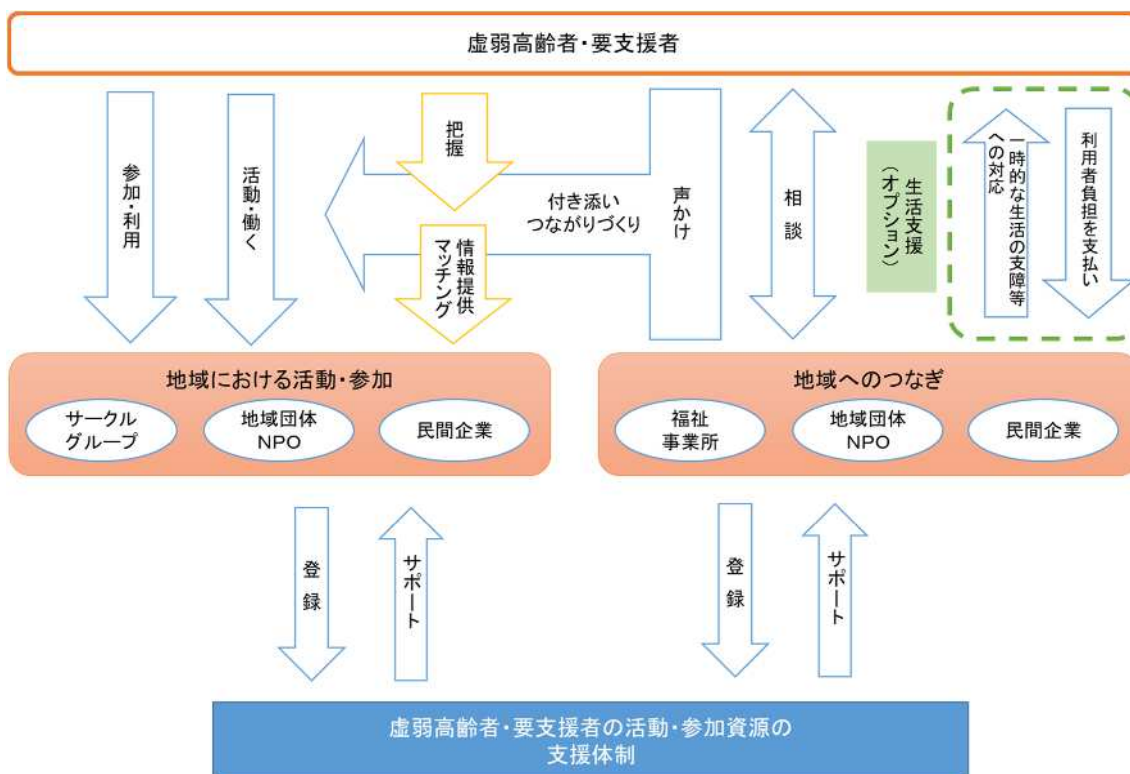 虚弱高齢者・要支援者
参加・利用
活動・働く
把握
付き添い
つながりづくり
声かけ
情報提供
マッチング
相談
生活支援
（オプション）
一時的な生活の支障等
への対応
利用者負担を支払い
地域における活動・参加
サークル
グループ
地域団体
NPO
民間企業
地域へのつなぎ
福祉
事業所
地域団体
NPO
民間企業
登録
サポート
登録
サポート
虚弱高齢者・要支援者の活動・参加資源の
支援体制